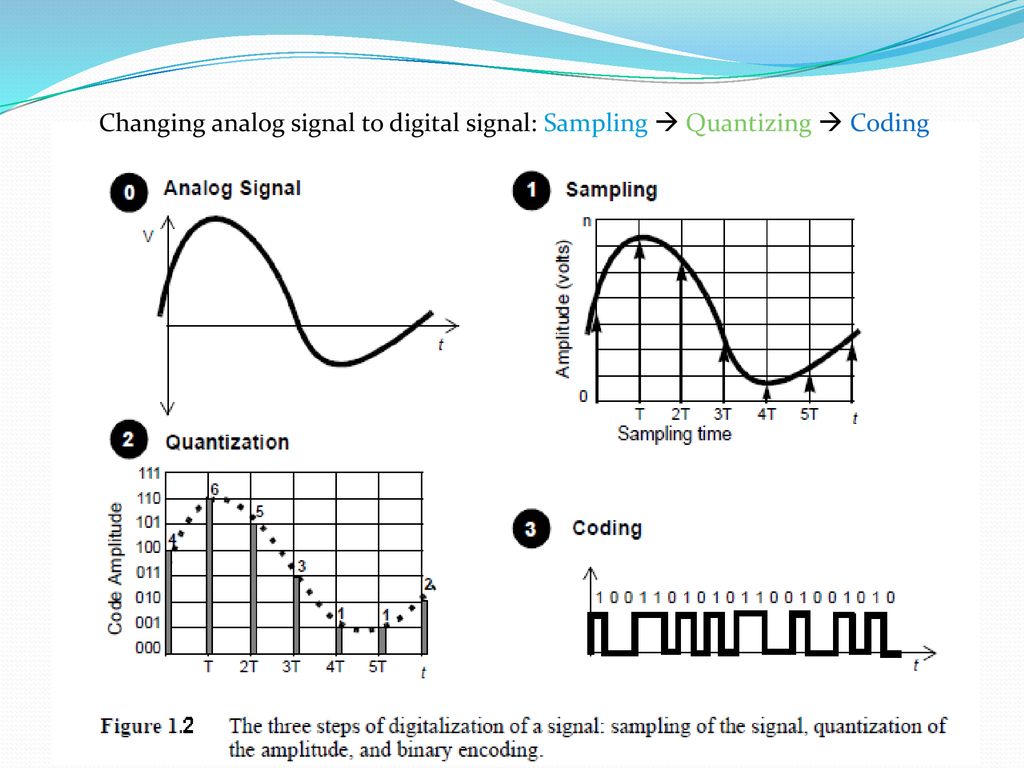 Changing analog signal to digital signal: Sampling → Quantizing → Coding
0 Analog Signal
V
t
1 Sampling
n
Amplitude (volts)
0
T 2T 3T 4T 5T t
Sampling time
2 Quantization
111
110
101
100
011
010
001
000
Code Amplitude
4 6 5 3 1 1 2
T 2T 3T 4T 5T t
3 Coding
1 0 0 1 1 0 1 0 1 0 1 1 0 0 1 0 0 1 0 1 0
t
Figure 1.2 The three steps of digitalization of a signal: sampling of the signal, quantization of
the amplitude, and binary encoding.